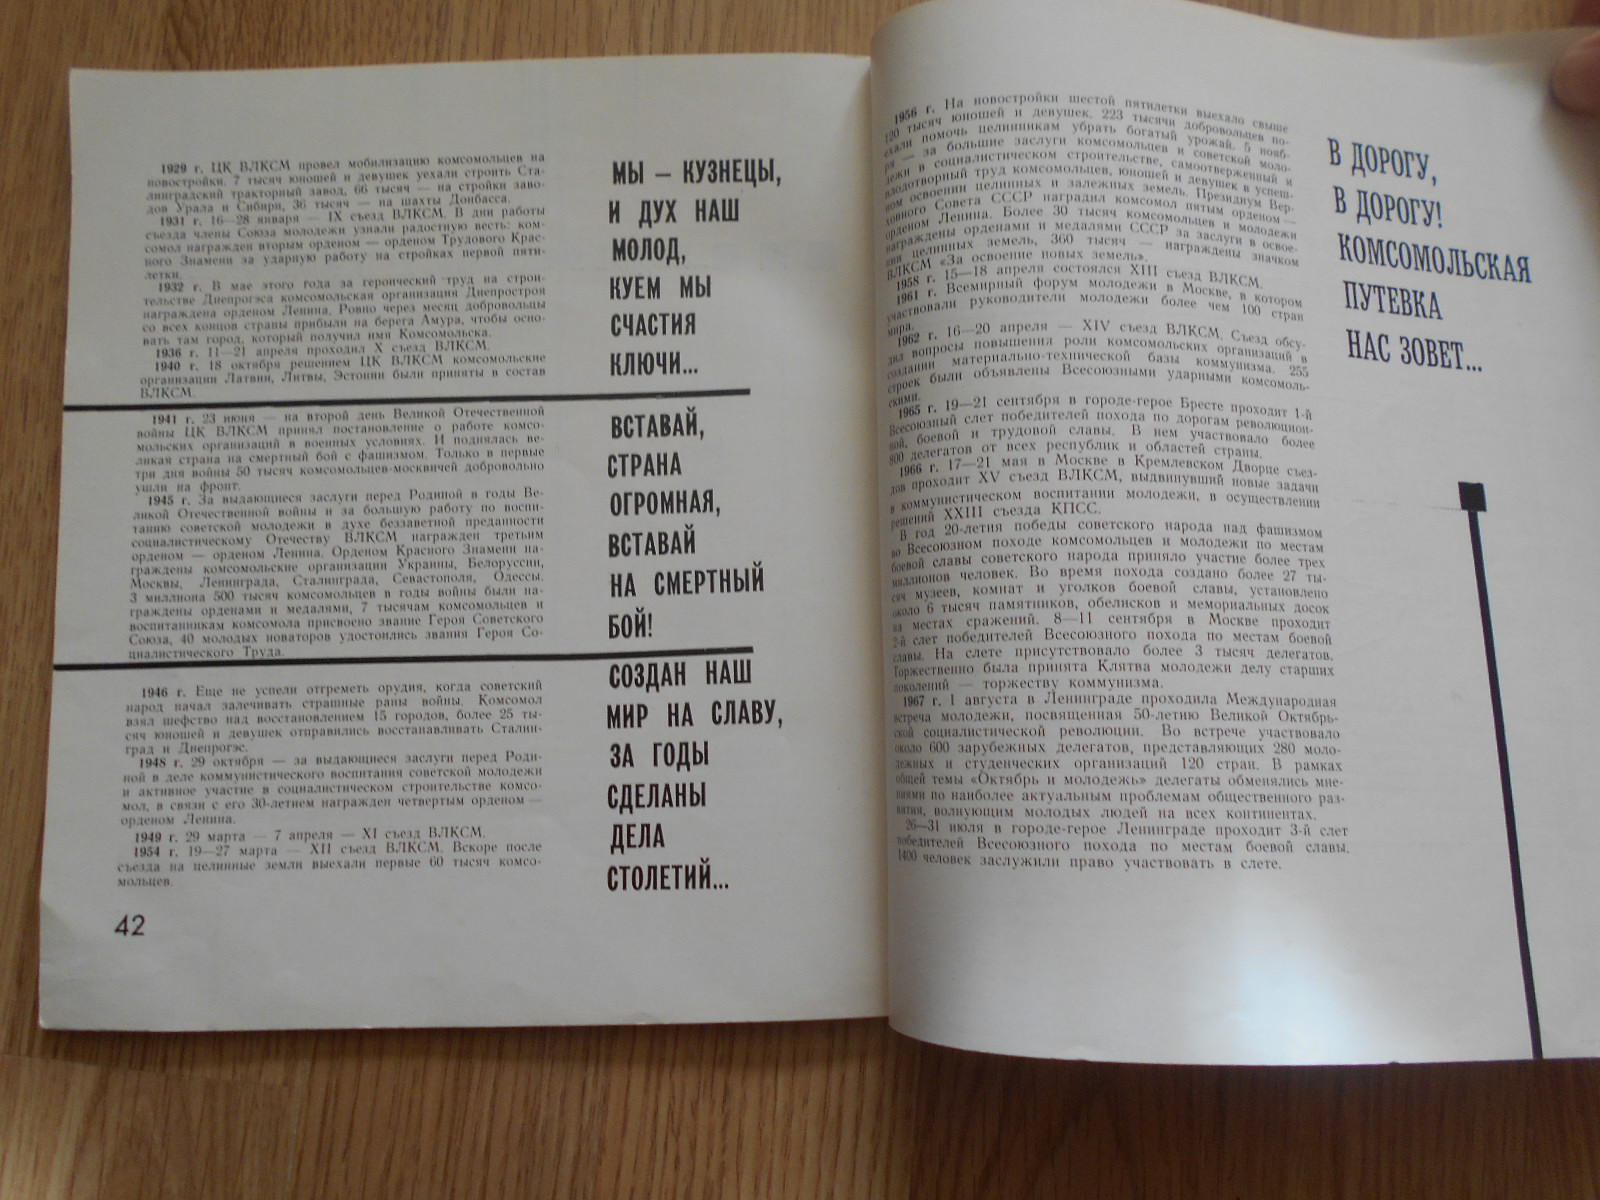 1929 г. ЦК ВЛКСМ провел мобилизацию комсомольцев на
новостройки. 7 тысяч юношей и девушек уехали строить Ста-
линградский тракторный завод, 66 тысяч — на стройки заво-
дов Урала и Сибири, 36 тысяч — на шахты Донбасса.
1931 г. 16—28 января — IX съезд ВЛКСМ. В дни работы
съезда члены Союза молодежи узнали радостную весть: ком-
сомол награжден вторым орденом — орденом Трудового Крас-
ного Знамени за ударную работу на стройках первой пяти-
летки.
1932 г. В мае этого года за героический труд на строи-
тельстве Днепрогэса комсомольская организация Днепростроя
награждена орденом Ленина. Ровно через месяц добровольцы
со всех концов страны прибыли на берега Амура, чтобы осно-
вать там город, который получил имя Комсомольска.
1936 г. 11—21 апреля проходил X съезд ВЛКСМ.
1940 г. 18 октября решением ЦК ВЛКСМ комсомольские
организации Латвии, Литвы, Эстонии были приняты в состав
ВЛКСМ.
МЫ — КУЗНЕЦЫ,
И ДУХ НАШ
МОЛОД,
КУЕМ МЫ
СЧАСТИЯ
КЛЮЧИ...
1941 г. 23 июня — на второй день Великой Отечественной
войны ЦК ВЛКСМ принял постановление о работе комсо-
мольских организаций в военных условиях. И поднялась ве-
ликая страна на смертный бой с фашизмом. Только в первые
три дня войны 50 тысяч комсомольцев-москвичей добровольно
ушли на фронт.
1945 г. За выдающиеся заслуги перед Родиной в годы Ве-
ликой Отечественной войны и за большую работу по воспи-
танию советской молодежи в духе беззаветной преданности
социалистическому Отечеству ВЛКСМ награжден третьим
орденом — орденом Ленина. Орденом Красного Знамени на-
граждены комсомольские организации Украины, Белоруссии,
Москвы, Ленинграда, Сталинграда, Севастополя, Одессы.
3 миллиона 500 тысяч комсомольцев в годы войны были на-
граждены орденами и медалями, 7 тысячам комсомольцев и
воспитанникам комсомола присвоено звание Героя Советского
Союза, 40 молодых новаторов удостоились звания Героя Со-
циалистического Труда.
ВСТАВАЙ,
СТРАНА
ОГРОМНАЯ,
ВСТАВАЙ
НА СМЕРТНЫЙ
БОЙ!
1946 г. Еще не успели отгреметь орудия, когда советский
народ начал залечивать страшные раны войны. Комсомол
взял шефство над восстановлением 15 городов, более 25 ты-
сяч юношей и девушек отправились восстанавливать Сталин-
град и Днепрогэс.
1948 г. 29 октября — за выдающиеся заслуги перед Роди-
ной в деле коммунистического воспитания советской молодежи
и активное участие в социалистическом строительстве комсо-
мол, в связи с его 30-летием награжден четвертым орденом —
орденом Ленина.
1949 г. 29 марта — 7 апреля — XI съезд ВЛКСМ.
1954 г. 19—27 марта — XII съезд ВЛКСМ. Вскоре после
съезда на целинные земли выехали первые 60 тысяч комсо-
мольцев.
СОЗДАН НАШ
МИР НА СЛАВУ,
ЗА ГОДЫ
СДЕЛАНЫ
ДЕЛА
СТОЛЕТИЙ...
42
1956 г. На новостройки шестой пятилетки выехало свыше
120 тысяч юношей и девушек. 223 тысячи добровольцев по-
ехали помочь целинникам убрать богатый урожай. 5 нояб-
ря — за большие заслуги комсомольцев и советской моло-
дежи в социалистическом строительстве, самоотверженный и
плодотворный труд комсомольцев, юношей и девушек в успеш-
ном освоении целинных и залежных земель. Президиум Вер-
ховного Совета СССР наградил комсомол пятым орденом —
орденом Ленина. Более 30 тысяч комсомольцев и молодежи
награждены орденами и медалями СССР за заслуги в освое-
нии целинных земель, 360 тысяч — награждены значком
ВЛКСМ «За освоение новых земель».
1958 г. 15—18 апреля состоялся XIII съезд ВЛКСМ.
1961 г. Всемирный форум молодежи в Москве, в котором
участвовали руководители молодежи более чем 100 стран
мира.
1962 г. 16—20 апреля — XIV съезд ВЛКСМ. Съезд обсу-
дил вопросы повышения роли комсомольских организаций в
создании материально-технической базы коммунизма. 255
строек были объявлены Всесоюзными ударными комсомоль-
скими.
1965 г. 19—21 сентября в городе-герое Бресте проходит 1-й
Всесоюзный слет победителей похода по дорогам революцион-
ной, боевой и трудовой славы. В нем участвовало более
800 делегатов от всех республик и областей страны.
1966 г. 17—21 мая в Москве в Кремлевском Дворце съез-
дов проходит XV съезд ВЛКСМ, выдвинувший новые задачи
в коммунистическом воспитании молодежи, в осуществлении
решений XXIII съезда КПСС.
В год 20-летия победы советского народа над фашизмом
во Всесоюзном походе комсомольцев и молодежи по местам
боевой славы советского народа приняло участие более трех
миллионов человек. Во время похода создано более 27 ты-
сяч музеев, комнат и уголков боевой славы, установлено
около 6 тысяч памятников, обелисков и мемориальных досок
на местах сражений. 8—11 сентября в Москве проходит
2-й слет победителей Всесоюзного похода по местам боевой
славы. На слете присутствовало более 3 тысяч делегатов.
Торжественно была принята Клятва молодежи делу старших
поколений — торжеству коммунизма.
1967 г. 1 августа в Ленинграде проходила Международная
встреча молодежи, посвященная 50-летию Великой Октябрь-
ской социалистической революции. Во встрече участвовало
около 600 зарубежных делегатов, представляющих 280 моло-
дежных и студенческих организаций 120 стран. В рамках
общей темы «Октябрь и молодежь» делегаты обменялись мне-
ниями по наиболее актуальным проблемам общественного раз-
вития, волнующим молодых людей на всех континентах.
26—31 июля в городе-герое Ленинграде проходит 3-й слет
победителей Всесоюзного похода по местам боевой славы.
1400 человек заслужили право участвовать в слете.
В ДОРОГУ,
В ДОРОГУ!
КОМСОМОЛЬСКАЯ
ПУТЕВКА
НАС ЗОВЕТ...